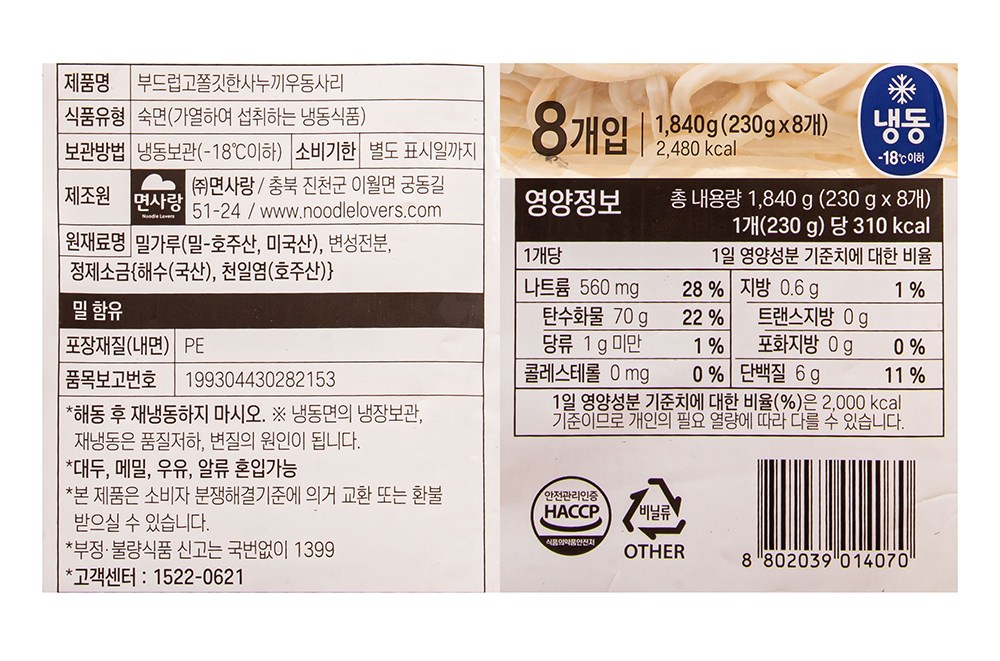 제품명 부드럽고쫄깃한사누끼우동사리
식품유형 숙면(가열하여 섭취하는 냉동식품)
보관방법 냉동보관(-18℃이하) 소비기한 별도 표시일까지
제조원 면사랑 Noodle Lovers ㈜면사랑 / 충북 진천군 이월면 궁동길
51-24 / www.noodlelovers.com
원재료명 밀가루(밀-호주산, 미국산), 변성전분,
정제소금{해수(국산), 천일염(호주산)}
밀 함유
포장재질(내면) PE
품목보고번호 199304430282153
*해동 후 재냉동하지 마시오. ※ 냉동면의 냉장보관,
재냉동은 품질저하, 변질의 원인이 됩니다.
*대두, 메밀, 우유, 알류 혼입가능
*본 제품은 소비자 분쟁해결기준에 의거 교환 또는 환불
받으실 수 있습니다.
*부정·불량식품 신고는 국번없이 1399
*고객센터 : 1522-0621
8개입 1,840g(230gx8개)
2,480 kcal
냉동
-18℃이하
영양정보 총 내용량 1,840 g (230 g x 8개)
1개(230 g) 당 310 kcal
1개당 1일 영양성분 기준치에 대한 비율
나트륨 560 mg 28 % 지방 0.6 g 1 %
탄수화물 70 g 22 % 트랜스지방 0 g
당류 1 g 미만 1 % 포화지방 0 g 0 %
콜레스테롤 0 mg 0 % 단백질 6 g 11 %
1일 영양성분 기준치에 대한 비율(%)은 2,000 kcal
기준이므로 개인의 필요 열량에 따라 다를 수 있습니다.
안전관리인증
HACCP
식품의약품안전처
비닐류
OTHER
8 802039 014070